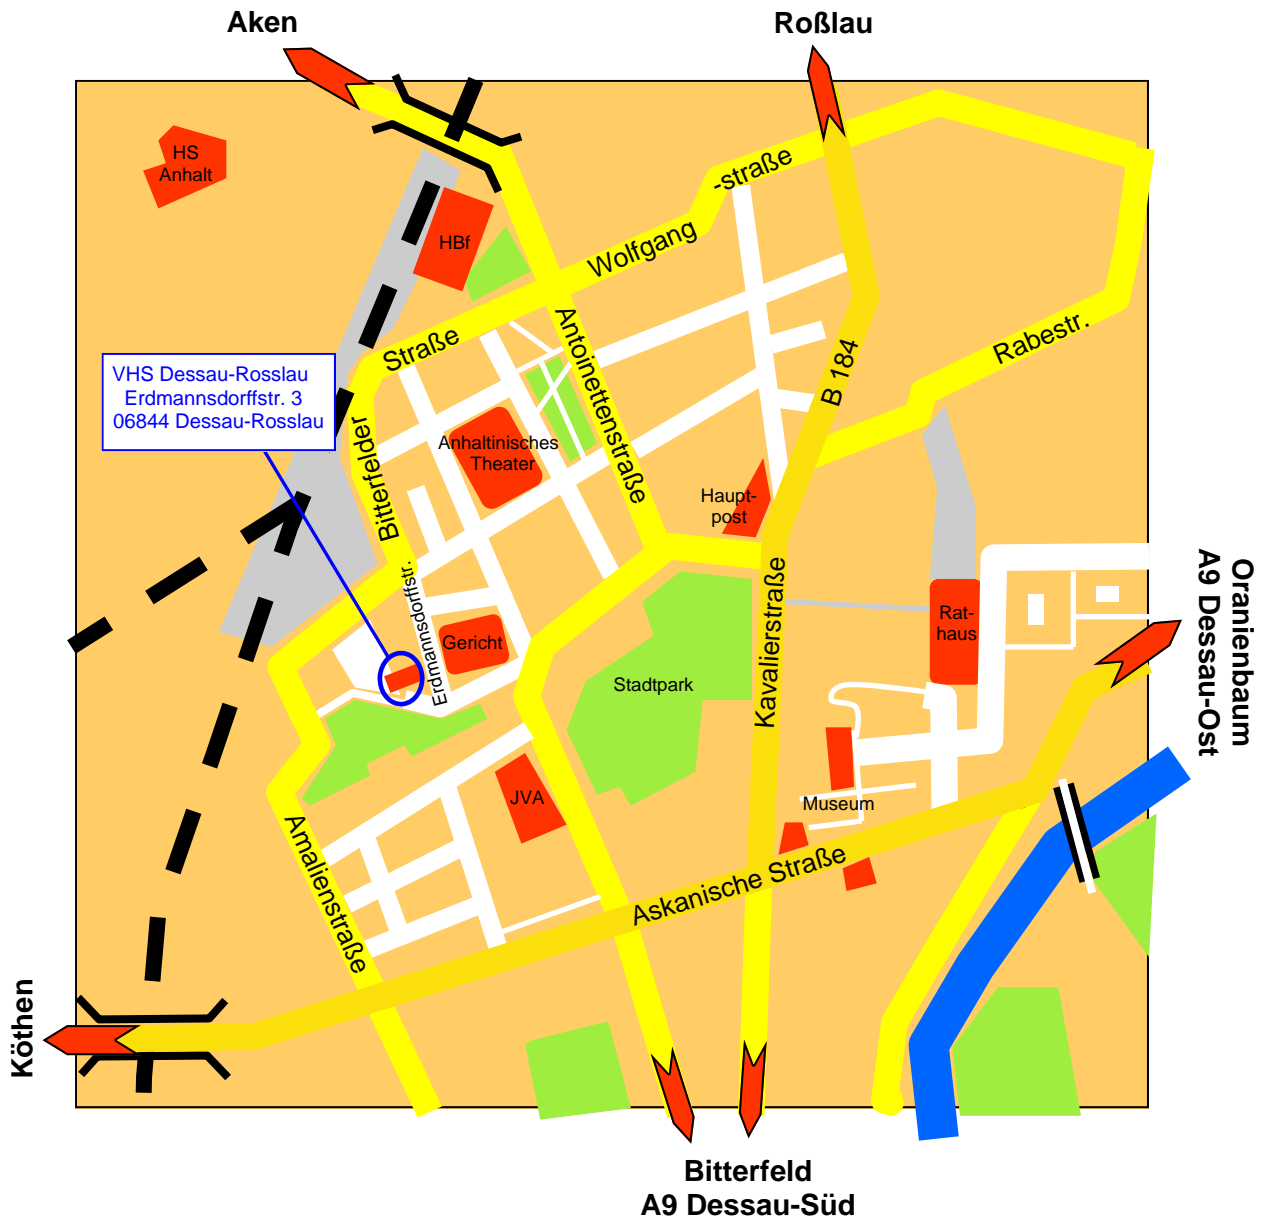 Aken
Roßlau
HS
Anhalt
HBf
-straße
Wolfgang
Straße
Antoinettenstraße
B 184
Rabestr.
VHS Dessau-Rosslau
Erdmannsdorffstr. 3
06844 Dessau-Rosslau
Bitterfelder
Anhaltinisches
Theater
Haupt-
post
Oranienbaum
A9 Dessau-Ost
Erdmannsdorffstr.
Gericht
Stadtpark
Kavalierstraße
Rat-
haus
JVA
Museum
Amalienstraße
Askanische Straße
Köthen
Bitterfeld
A9 Dessau-Süd